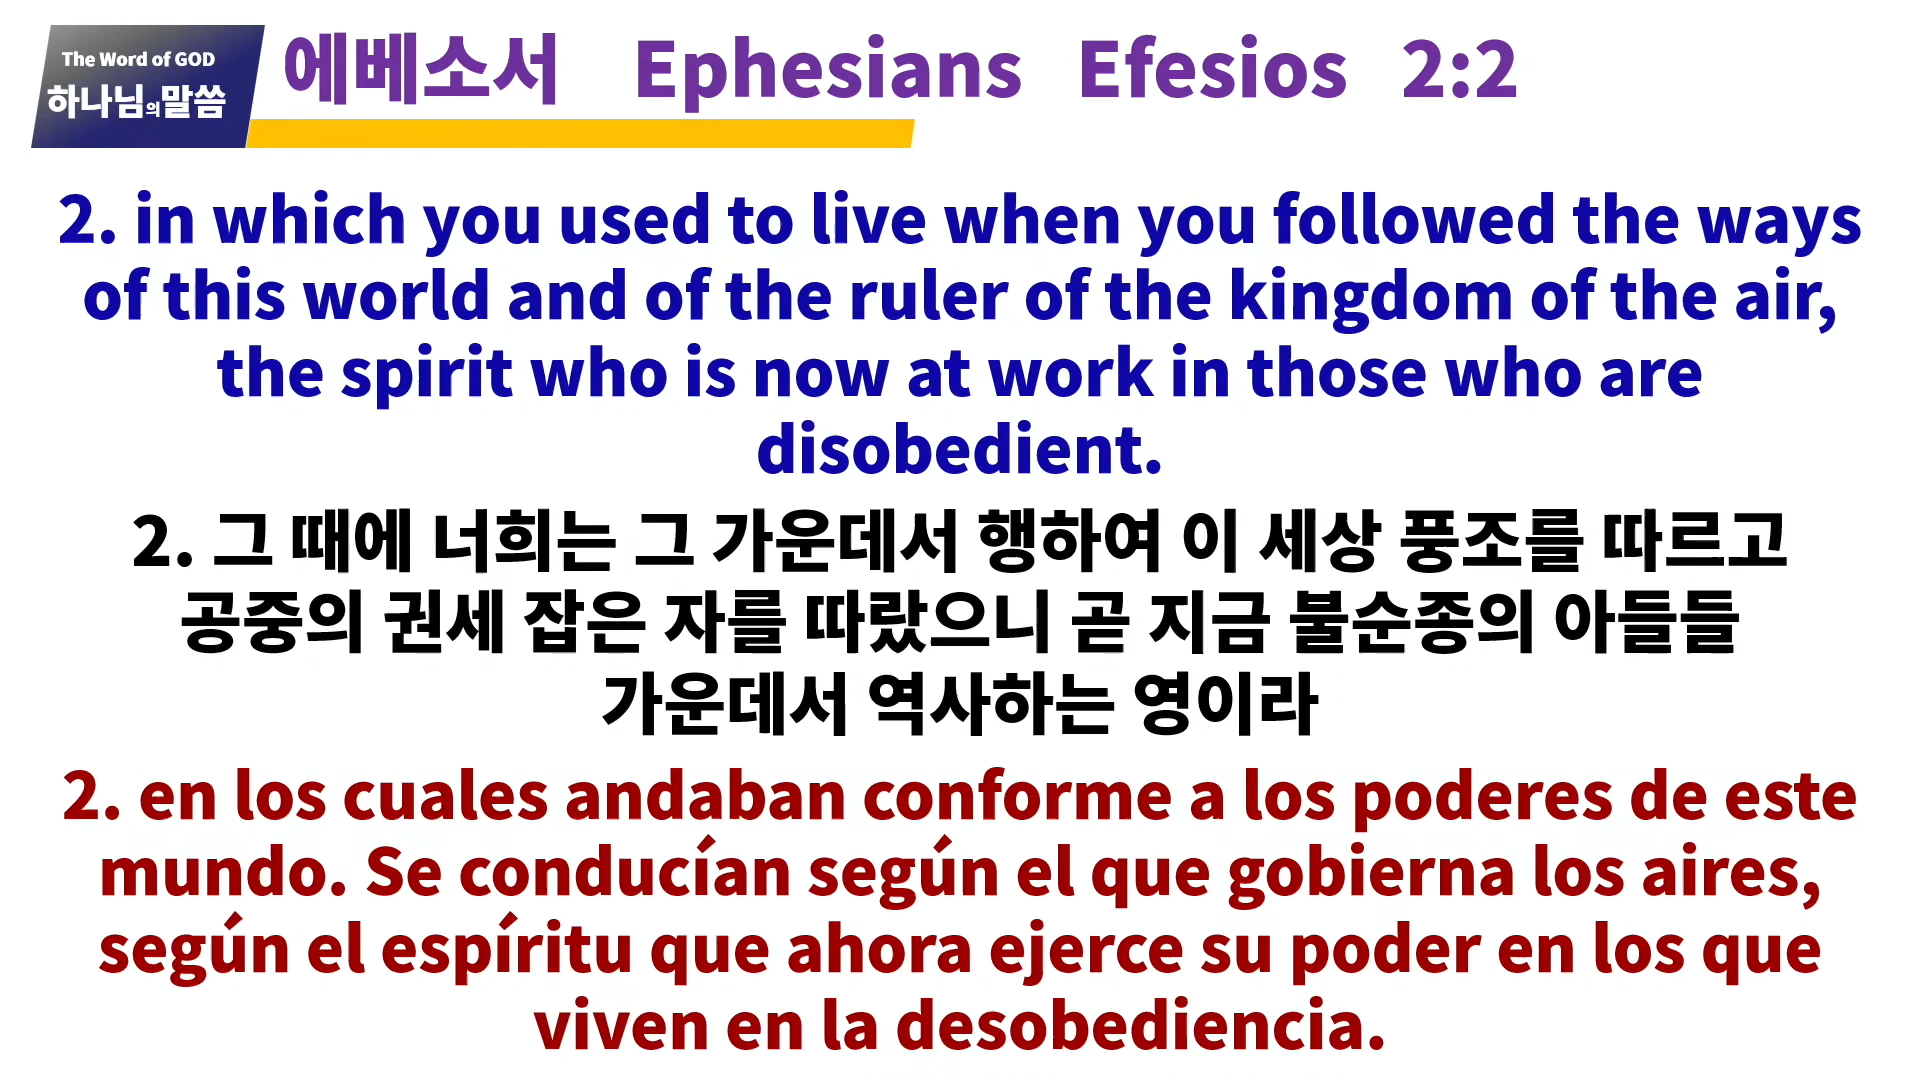 The Word of GOD
하나님의말씀
에베소서 Ephesians Efesios 2:2
2. in which you used to live when you followed the ways
of this world and of the ruler of the kingdom of the air,
the spirit who is now at work in those who are
disobedient.
2. 그 때에 너희는 그 가운데서 행하여 이 세상 풍조를 따르고
공중의 권세 잡은 자를 따랐으니 곧 지금 불순종의 아들들
가운데서 역사하는 영이라
2. en los cuales andaban conforme a los poderes de este
mundo. Se conducían según el que gobierna los aires,
según el espíritu que ahora ejerce su poder en los que
viven en la desobediencia.